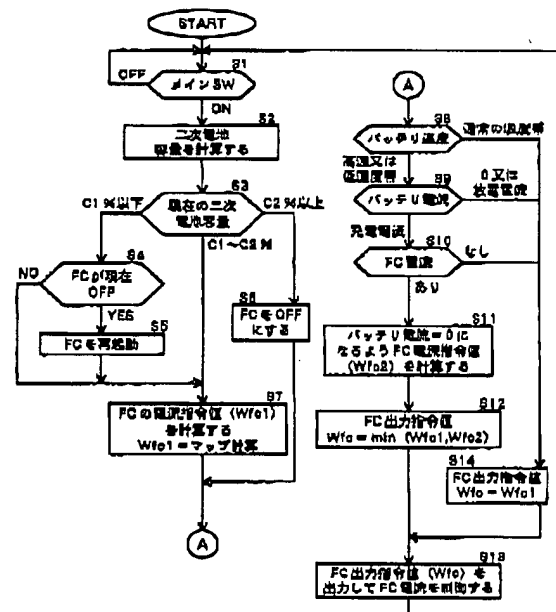 START
S1
OFF
メインSW
ON
S2
二次電池
容量を計算する
S3
C1%以下
現在の二次
電池容量
C2%以上
C1～C2%
S4
NO
FCが現在
OFF
YES
S5
FCを再起動
S6
FCをOFF
にする
S7
FCの電流指令値（Wfo1）
を計算する
Wfo1＝マップ計算
A
A
S8
バッテリ温度
通常の温度帯
高温又は
低温度帯
S9
バッテリ電流
0又は
放電電流
充電電流
S10
FC電流
なし
あり
S11
バッテリ電流＝0に
なるようFC電流指令値
（Wfo2）を計算する
S12
FC出力指令値
Wfo＝min（Wfo1,Wfo2）
S14
FC出力指令値
Wfo＝Wfo1
S13
FC出力指令値（Wfo）を
出力してFC電流を制御する